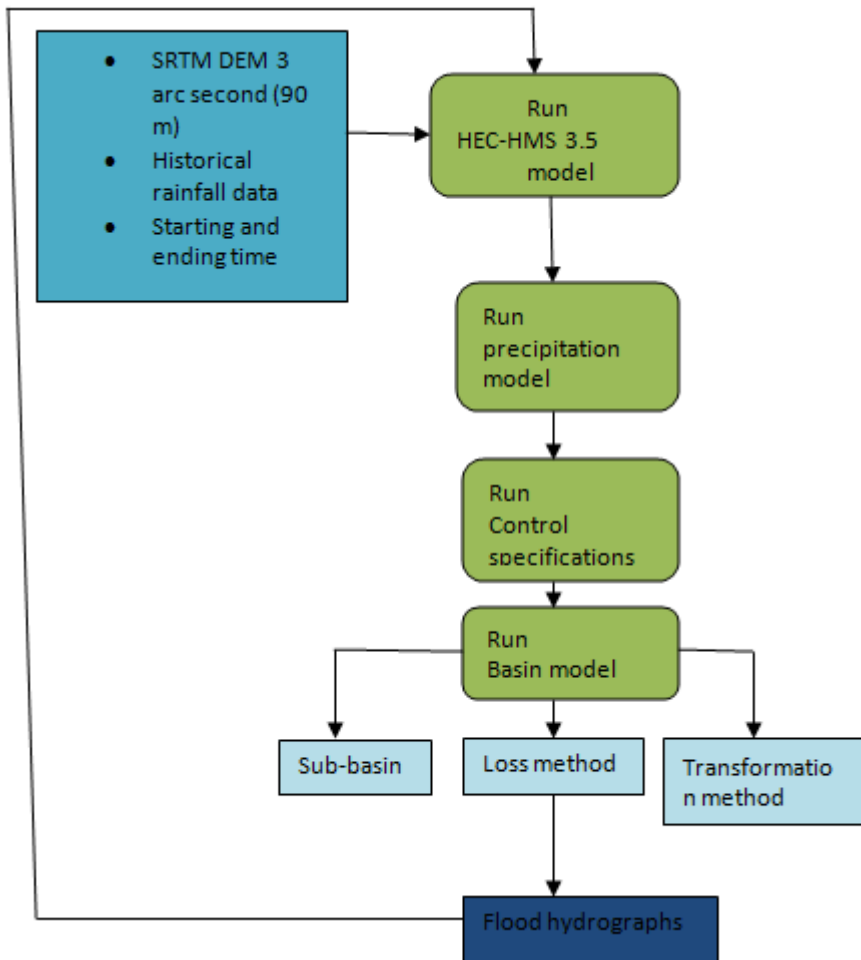 • SRTM DEM 3
arc second (90
m)
• Historical
rainfall data
• Starting and
ending time
Run
HEC-HMS 3.5
model
Run
precipitation
model
Run
Control
specifications
Run
Basin model
Sub-basin
Loss method
Transformatio
n method
Flood hydrographs